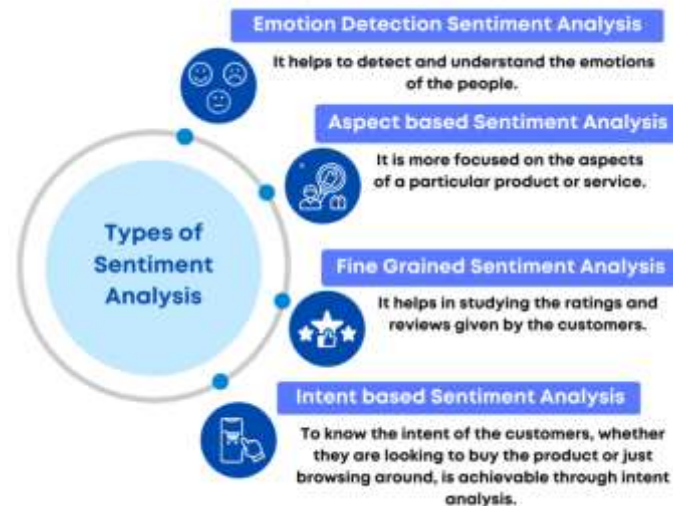 Emotion Detection Sentiment Analysis
It helps to detect and understand the emotions
of the people.
Aspect based Sentiment Analysis
It is more focused on the aspects
of a particular product or service.
Types of
Sentiment
Analysis
Fine Grained Sentiment Analysis
It helps in studying the ratings and
reviews given by the customers.
Intent based Sentiment Analysis
To know the intent of the customers, whether
they are looking to buy the product or just
browsing around, is achievable through intent
analysis.